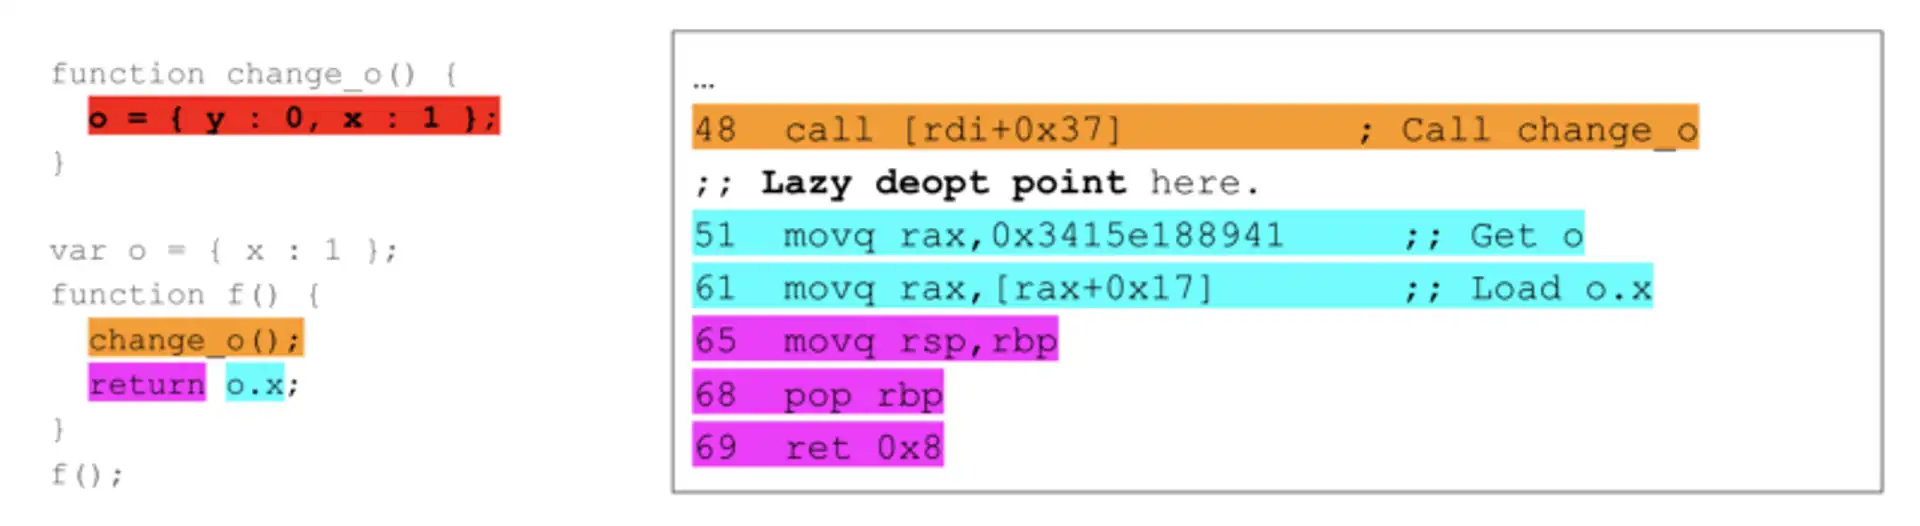 function change_o() {
o = { y : 0, x : 1 };
}
var o = { x : 1 };
function f() {
change_o();
return o.x;
}
f();
…
48 call [rdi+0x37] ; Call change_o
;; Lazy deopt point here.
51 movq rax,0x3415e188941 ;; Get o
61 movq rax,[rax+0x17] ;; Load o.x
65 movq rsp,rbp
68 pop rbp
69 ret 0x8